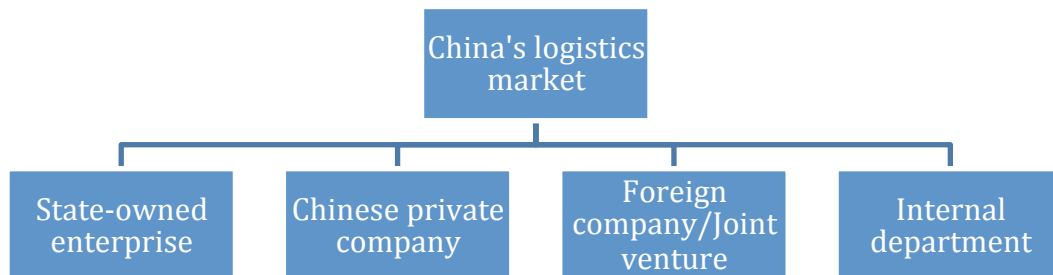 China's logistics
market
State-owned
enterprise
Chinese private
company
Foreign
company/Joint
venture
Internal
department